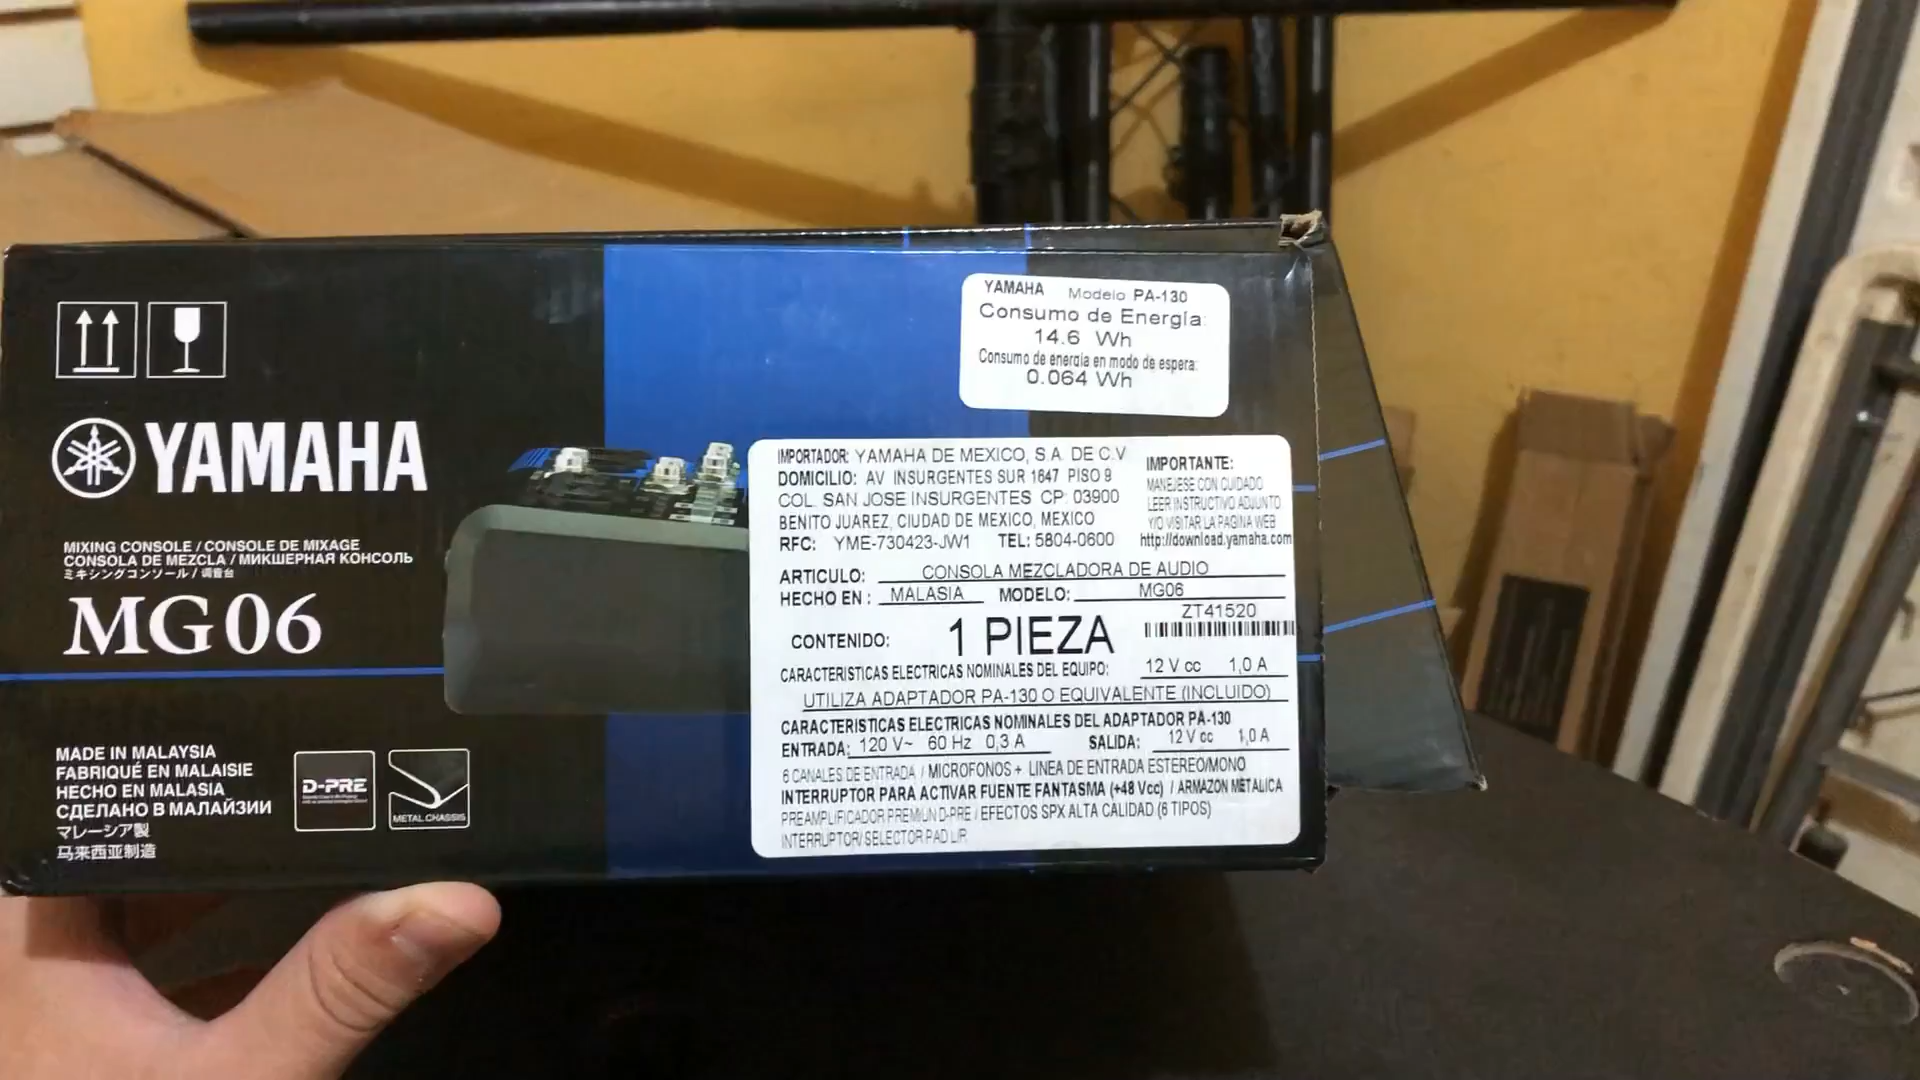 YAMAHA
MIXING CONSOLE / CONSOLE DE MIXAGE
CONSOLA DE MEZCLA / МИКШЕРНАЯ КОНСОЛЬ
ミキシングコンソール / 调音台
MG06
MADE IN MALAYSIA
FABRIQUÉ EN MALAISIE
HECHO EN MALASIA
СДЕЛАНО В МАЛАЙЗИИ
マレーシア製
马来西亚制造
D-PRE
METAL CHASSIS
YAMAHA Modelo PA-130
Consumo de Energía:
14.6 Wh
Consumo de energia en modo de espera:
0.064 Wh
IMPORTADOR: YAMAHA DE MEXICO, S.A. DE C.V
DOMICILIO: AV INSURGENTES SUR 1647 PISO 9
COL. SAN JOSE INSURGENTES CP: 03900
BENITO JUAREZ, CIUDAD DE MEXICO, MEXICO
RFC: YME-730423-JW1 TEL: 5804-0600
IMPORTANTE:
MANEJESE CON CUIDADO
LEER INSTRUCTIVO ADJUNTO
Y/O VISITAR LA PAGINA WEB
http://download.yamaha.com
ARTICULO: CONSOLA MEZCLADORA DE AUDIO
HECHO EN: MALASIA MODELO: MG06
ZT41520
CONTENIDO: 1 PIEZA
CARACTERISTICAS ELECTRICAS NOMINALES DEL EQUIPO: 12 V cc 1,0 A
UTILIZA ADAPTADOR PA-130 O EQUIVALENTE (INCLUIDO)
CARACTERISTICAS ELECTRICAS NOMINALES DEL ADAPTADOR PA-130
ENTRADA: 120 V~ 60 Hz 0,3 A SALIDA: 12 V cc 1,0 A
6 CANALES DE ENTRADA / MICROFONOS + LINEA DE ENTRADA ESTEREO/MONO
INTERRUPTOR PARA ACTIVAR FUENTE FANTASMA (+48 Vcc) / ARMAZON METALICA
PREAMPLIFICADOR PREMIUN D-PRE / EFECTOS SPX ALTA CALIDAD (6 TIPOS)
INTERRUPTOR/SELECTOR PAD L/R